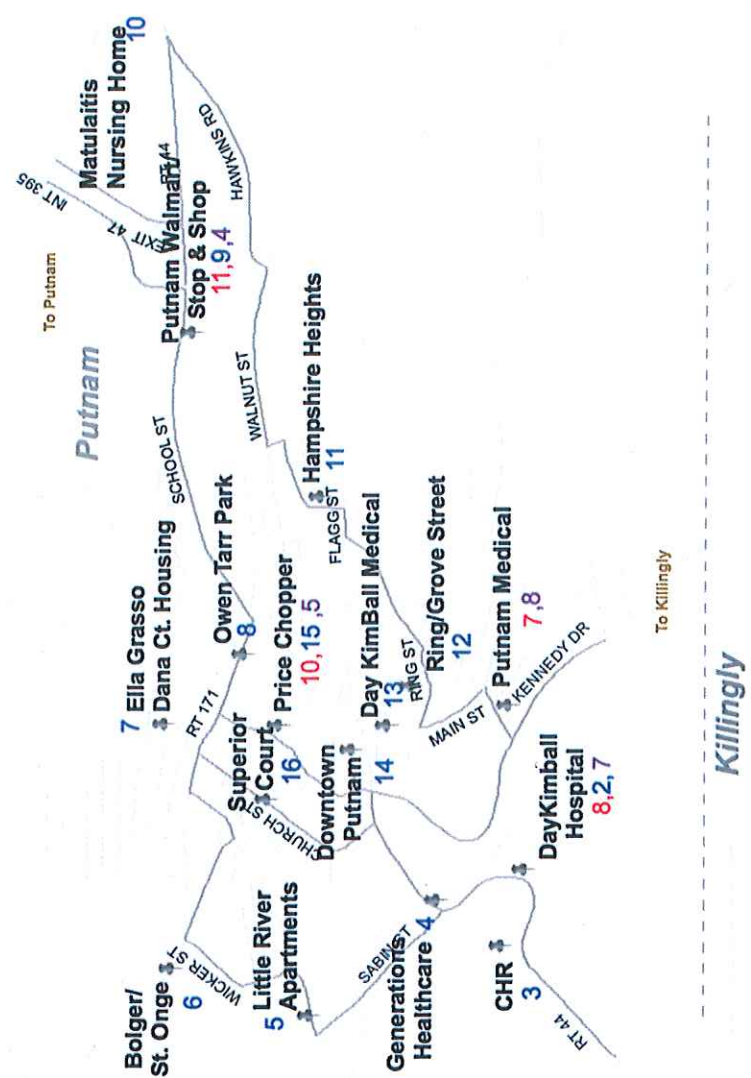 Matulaitis
Nursing Home
10
INT 395
EXIT 47
RT 44
To Putnam
Putnam
Putnam Walmart/
Stop & Shop
11,9,4
HAWKINS RD
SCHOOL ST
WALNUT ST
Hampshire Heights
11
FLAGG ST
7 Ella Grasso
Dana Ct. Housing
Owen Tarr Park
8
RT 171
Price Chopper
10,15,5
Superior
Court
16
CHURCH ST
Day KimBall Medical
13
RING ST
Ring/Grove Street
12
Downtown
Putnam
14
MAIN ST
Putnam Medical
7,8
KENNEDY DR
Bolger/
St. Onge
6
WICKER ST
Little River
Apartments
5
SABIN ST
Generations
Healthcare
4
DayKimball
Hospital
8,2,7
CHR
3
RT 44
To Killingly
Killingly